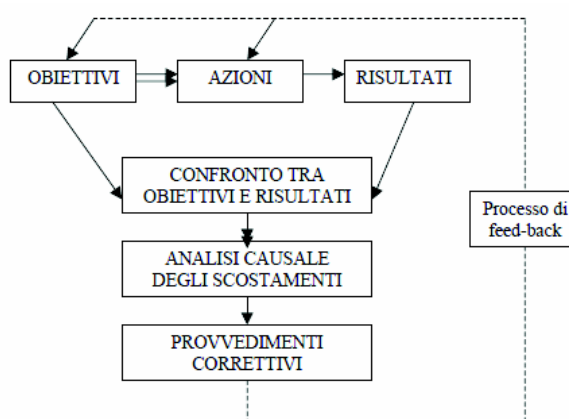 OBIETTIVI
AZIONI
RISULTATI
CONFRONTO TRA
OBIETTIVI E RISULTATI
Processo di
feed-back
ANALISI CAUSALE
DEGLI SCOSTAMENTI
PROVVEDIMENTI
CORRETTIVI